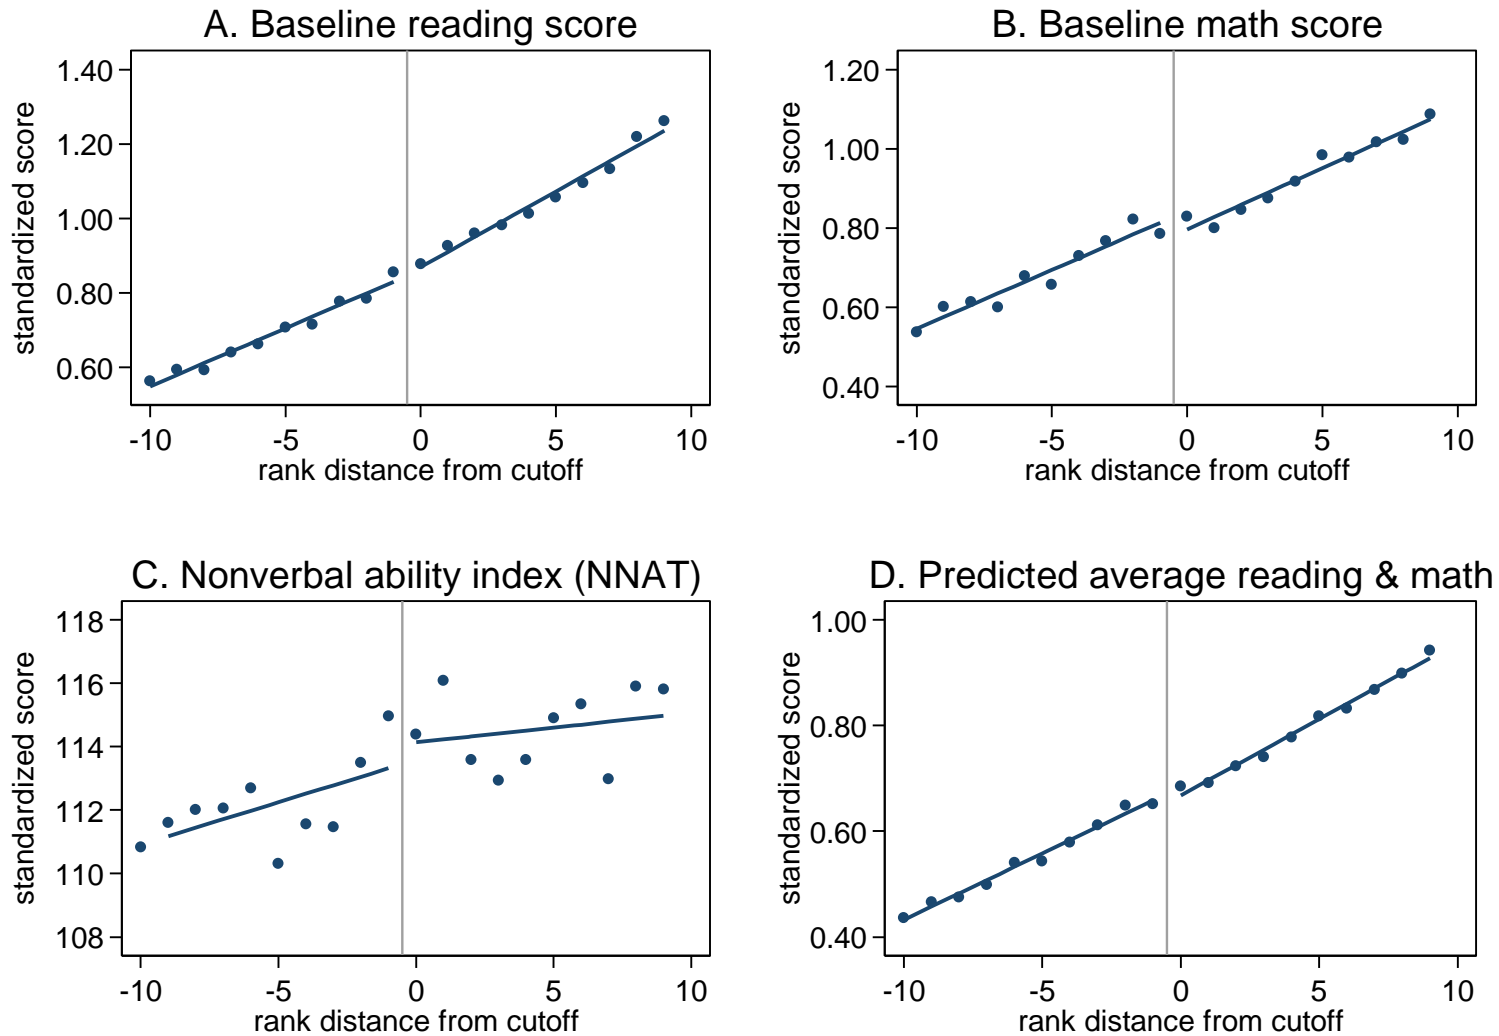 A. Baseline reading score
standardized score
1.40
1.20
1.00
0.80
0.60
-10 -5 0 5 10
rank distance from cutoff
B. Baseline math score
standardized score
1.20
1.00
0.80
0.60
0.40
-10 -5 0 5 10
rank distance from cutoff
C. Nonverbal ability index (NNAT)
standardized score
118
116
114
112
110
108
-10 -5 0 5 10
rank distance from cutoff
D. Predicted average reading & math
standardized score
1.00
0.80
0.60
0.40
-10 -5 0 5 10
rank distance from cutoff